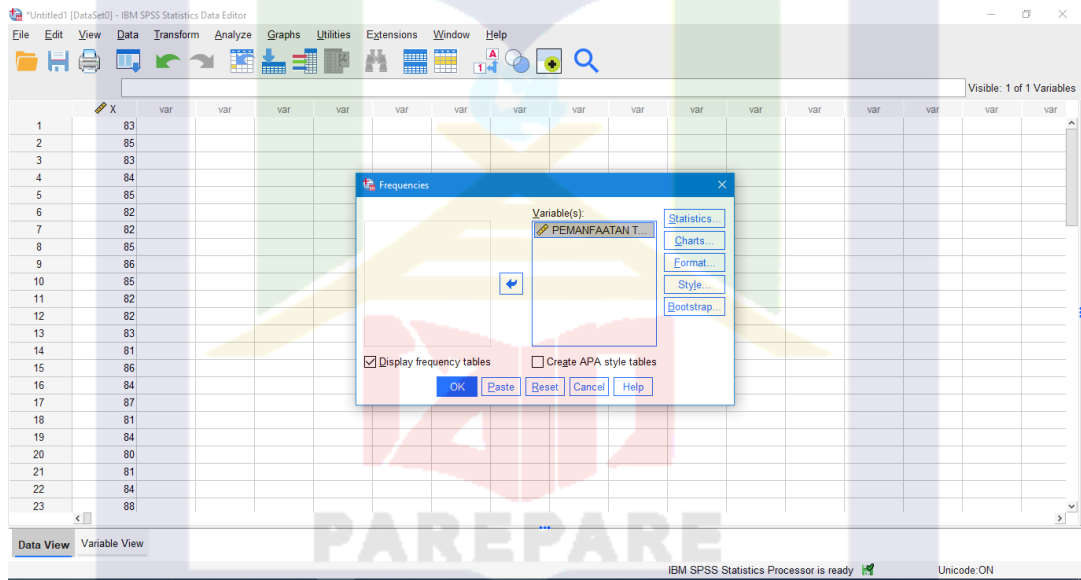 *Untitled1 [DataSet0] - IBM SPSS Statistics Data Editor
File Edit View Data Transform Analyze Graphs Utilities Extensions Window Help
Visible: 1 of 1 Variables
X var var var var var var var var var var var var var var var var
1 83
2 85
3 83
4 84
5 85
6 82
7 82
8 85
9 86
10 85
11 82
12 82
13 83
14 81
15 86
16 84
17 87
18 81
19 84
20 80
21 81
22 84
23 88
Frequencies
Variable(s):
PEMANFAATAN T...
Statistics...
Charts...
Format...
Style...
Bootstrap...
Display frequency tables
Create APA style tables
OK Paste Reset Cancel Help
PAREPARE
Data View Variable View
IBM SPSS Statistics Processor is ready Unicode:ON